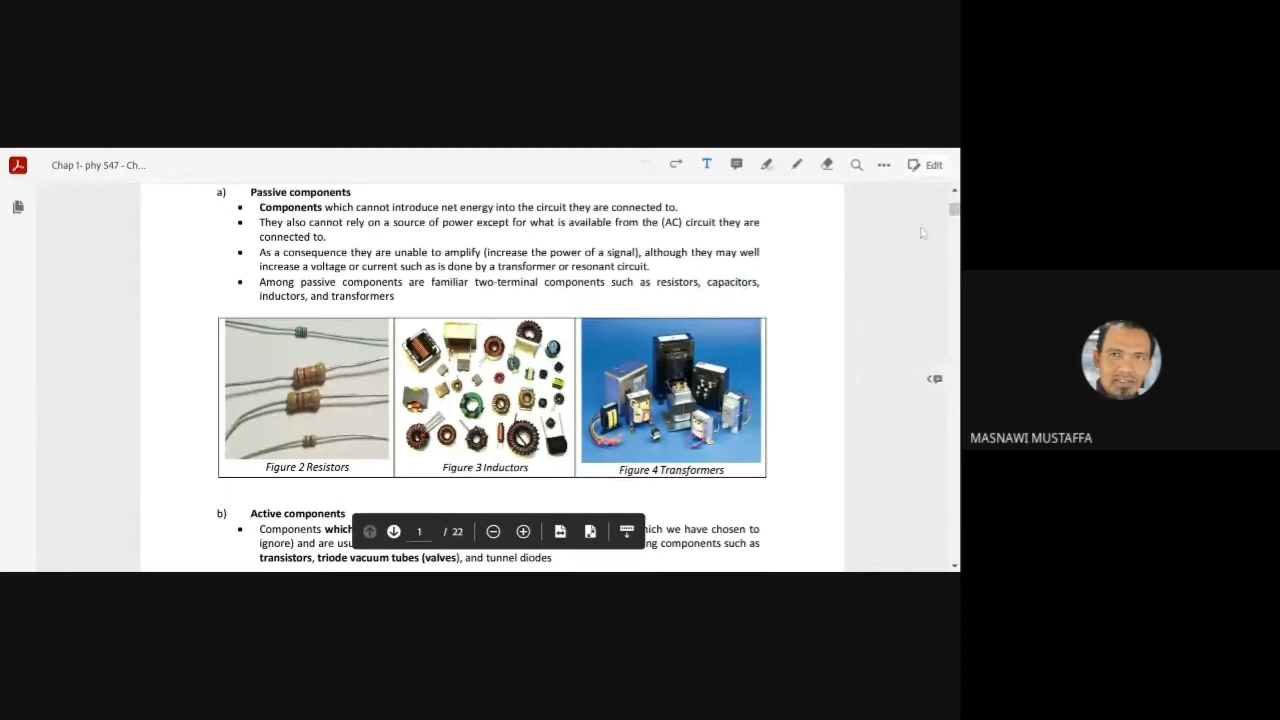 Chap 1- phy 547 - Ch...
Edit
a) Passive components
• Components which cannot introduce net energy into the circuit they are connected to.
• They also cannot rely on a source of power except for what is available from the (AC) circuit they are
connected to.
• As a consequence they are unable to amplify (increase the power of a signal), although they may well
increase a voltage or current such as is done by a transformer or resonant circuit.
• Among passive components are familiar two-terminal components such as resistors, capacitors,
inductors, and transformers
Figure 2 Resistors
Figure 3 Inductors
Figure 4 Transformers
b) Active components
• Components which hich we have chosen to
ignore) and are usu ng components such as
transistors, triode vacuum tubes (valves), and tunnel diodes
1 / 22
MASNAWI MUSTAFFA